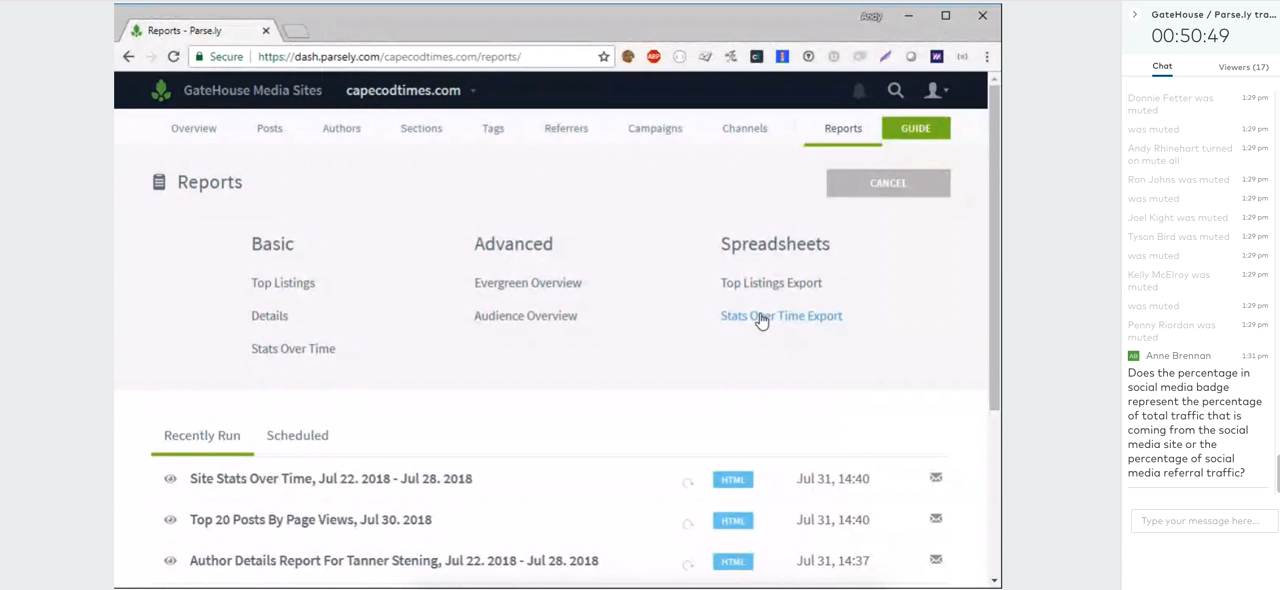 Andy
Reports - Parse.ly
Secure https://dash.parsely.com/capecodtimes.com/reports/
GateHouse Media Sites capecodtimes.com
Overview Posts Authors Sections Tags Referrers Campaigns Channels Reports GUIDE
Reports CANCEL
Basic Advanced Spreadsheets
Top Listings Evergreen Overview Top Listings Export
Details Audience Overview Stats Over Time Export
Stats Over Time
Recently Run Scheduled
Site Stats Over Time, Jul 22. 2018 - Jul 28. 2018 HTML Jul 31, 14:40
Top 20 Posts By Page Views, Jul 30. 2018 HTML Jul 31, 14:40
Author Details Report For Tanner Stening, Jul 22. 2018 - Jul 28. 2018 HTML Jul 31, 14:37
GateHouse / Parse.ly tra...
00:50:49
Chat Viewers (17)
Donnie Fetter was 1:29 pm
muted
was muted 1:29 pm
Andy Rhinehart turned 1:29 pm
on mute all
Ron Johns was muted 1:29 pm
was muted 1:29 pm
Joel Kight was muted 1:29 pm
Tyson Bird was muted 1:29 pm
was muted 1:29 pm
Kelly McElroy was 1:29 pm
muted
was muted 1:29 pm
Penny Riordan was 1:29 pm
muted
AB Anne Brennan 1:31 pm
Does the percentage in
social media badge
represent the percentage
of total traffic that is
coming from the social
media site or the
percentage of social
media referral traffic?
Type your message here...